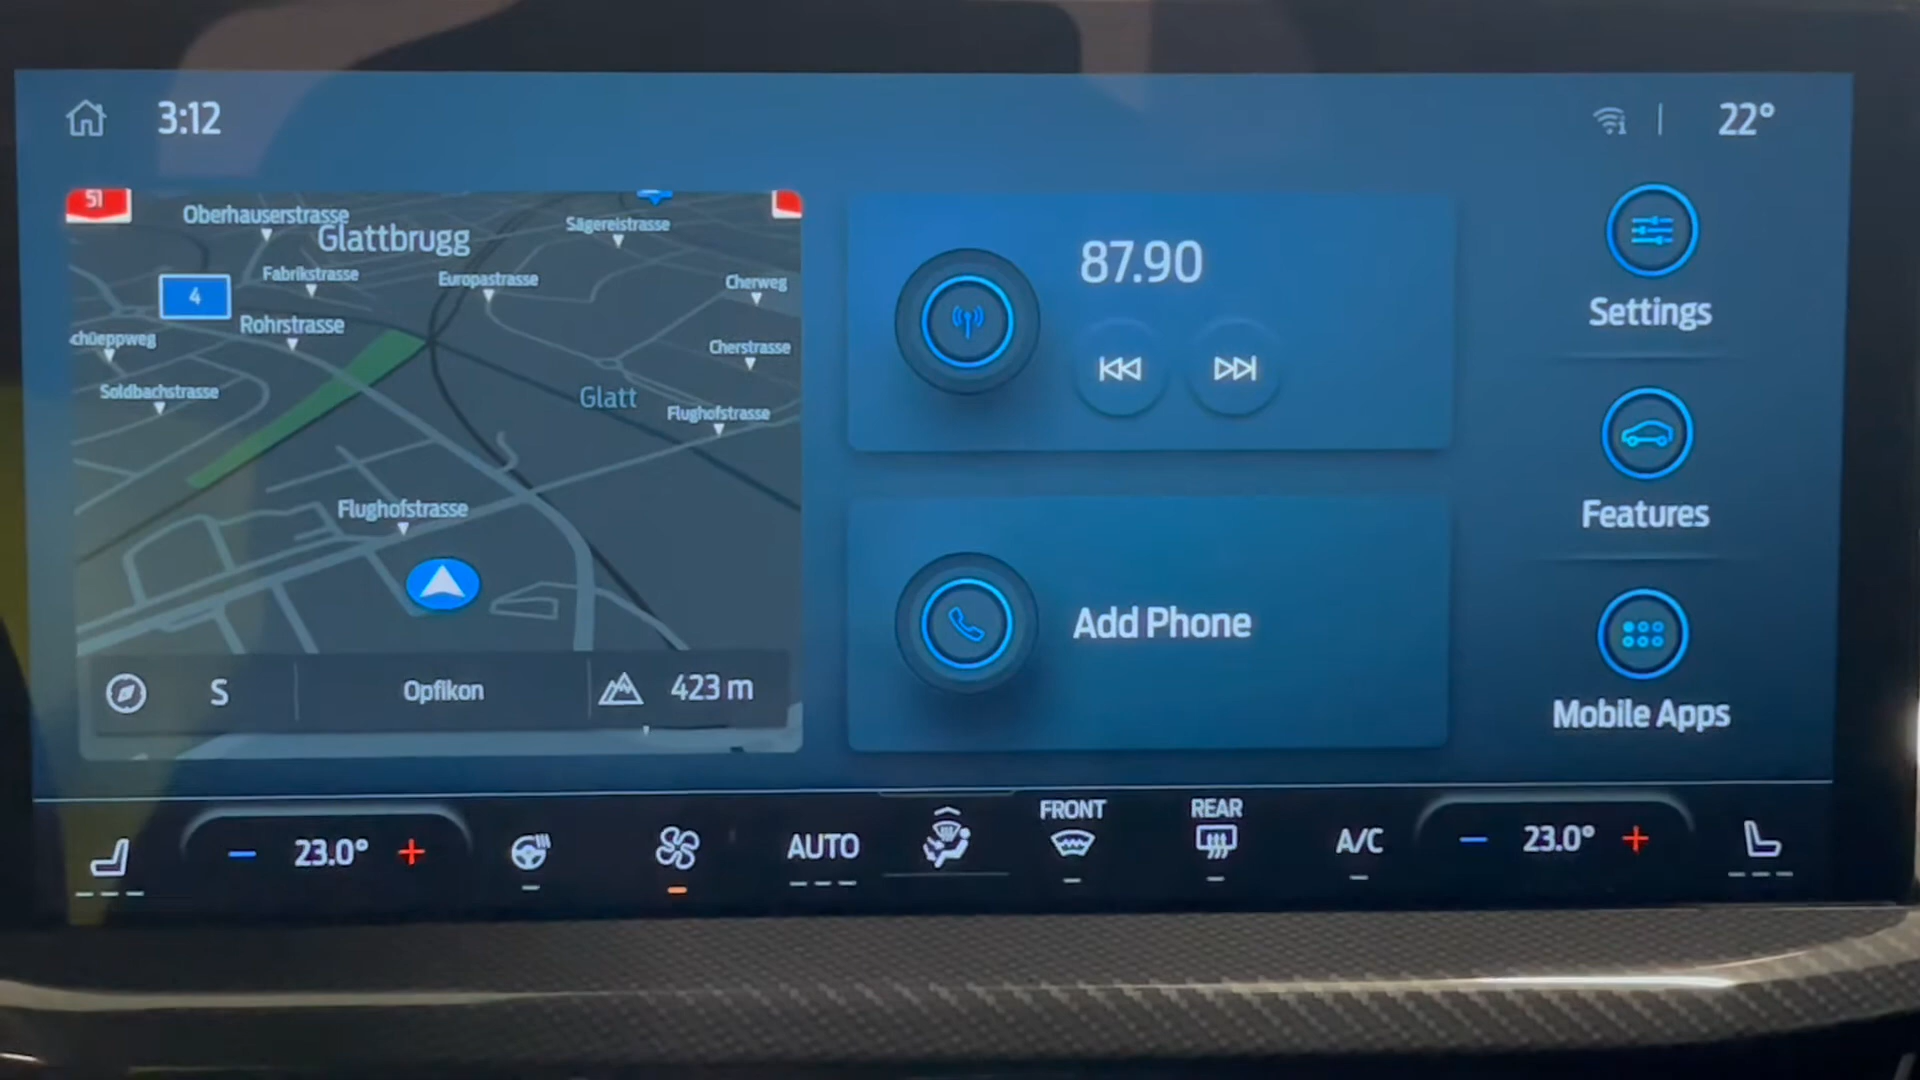 3:12
22°
51
Oberhauserstrasse
Glattbrugg
Sägereistrasse
Fabrikstrasse
Europastrasse
Cherweg
4
Rohrstrasse
chüeppweg
Cherstrasse
Soldbachstrasse
Glatt
Flughofstrasse
Flughofstrasse
S
Opfikon
423 m
87.90
Add Phone
Settings
Features
Mobile Apps
23.0°
AUTO
FRONT
REAR
A/C
23.0°